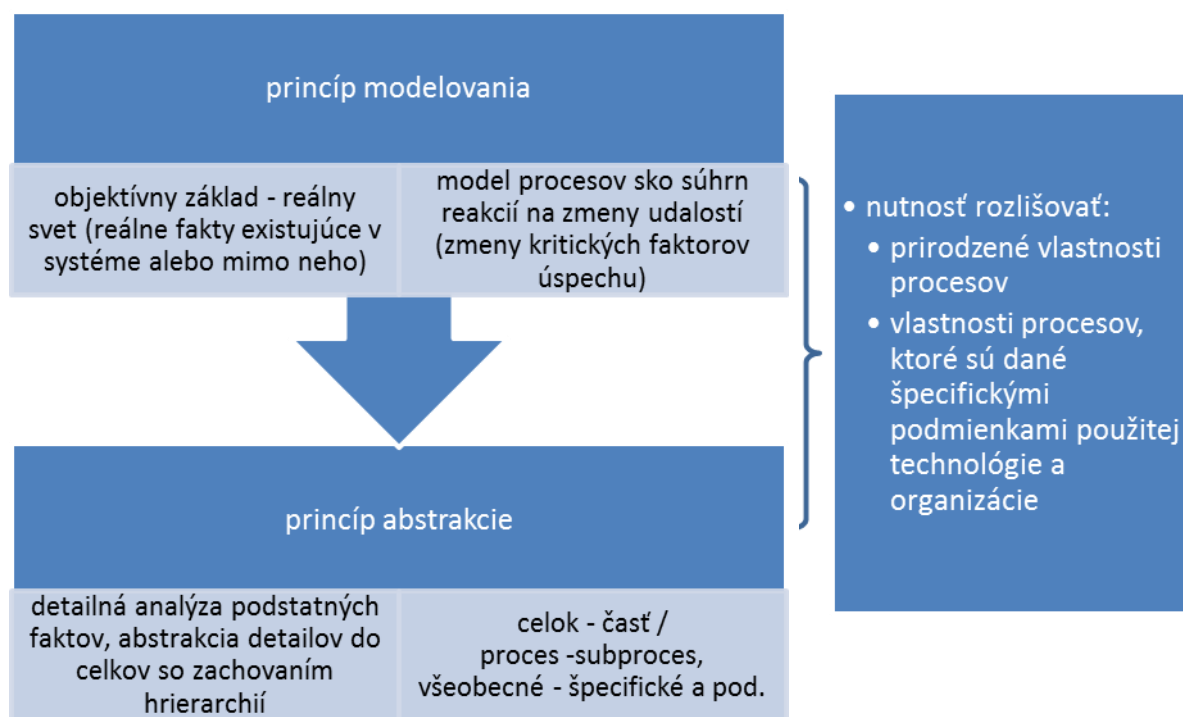 princíp modelovania
objektívny základ - reálny
svet (reálne fakty existujúce v
systéme alebo mimo neho)
model procesov sko súhrn
reakcií na zmeny udalostí
(zmeny kritických faktorov
úspechu)
princíp abstrakcie
detailná analýza podstatných
faktov, abstrakcia detailov do
celkov so zachovaním
hrierarchií
celok - časť /
proces -subproces,
všeobecné - špecifické a pod.
• nutnosť rozlišovať:
• prirodzené vlastnosti
procesov
• vlastnosti procesov,
ktoré sú dané
špecifickými
podmienkami použitej
technológie a
organizácie